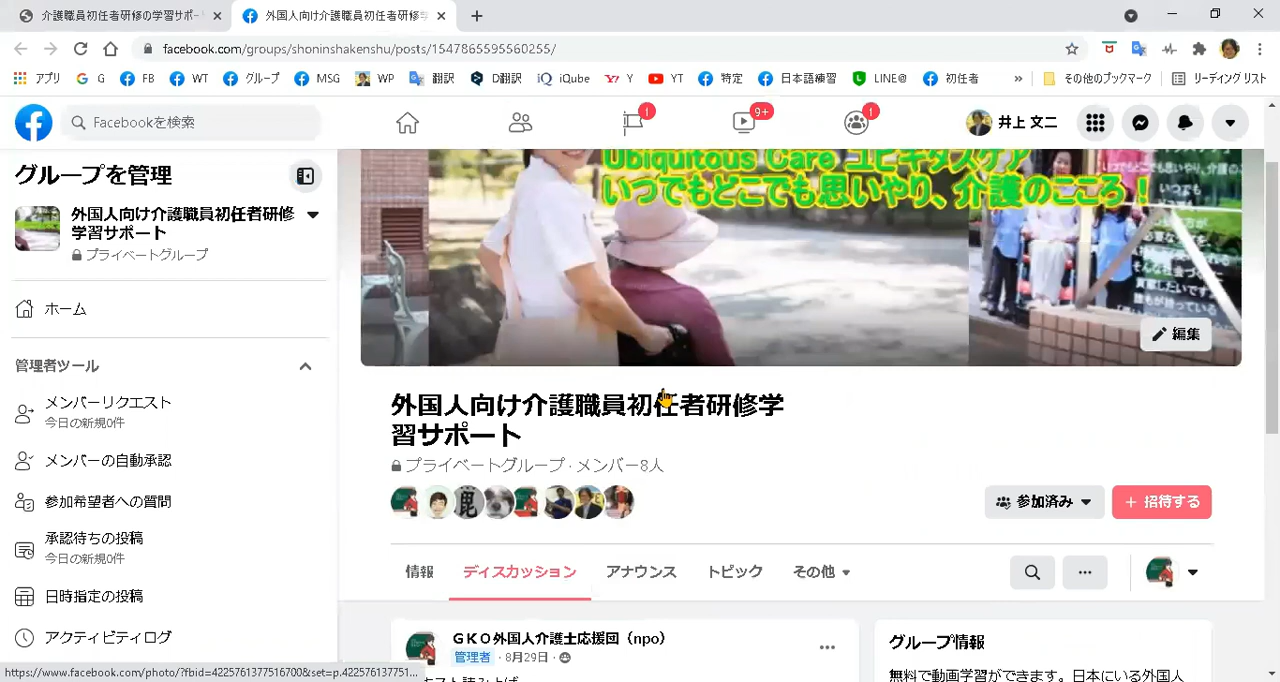 介護職員初任者研修の学習サポー
外国人向け介護職員初任者研修学
facebook.com/groups/shoninshakenshu/posts/1547865595560255/
アプリ G FB WT グループ MSG WP 翻訳 D翻訳 iQube Y YT 特定 日本語練習 LINE@ 初任者 » その他のブックマーク リーディング リスト
Facebookを検索
1
9+
1
井上 文二
グループを管理
外国人向け介護職員初任者研修
学習サポート
プライベートグループ
ホーム
管理者ツール
メンバーリクエスト
今日の新規0件
メンバーの自動承認
参加希望者への質問
承認待ちの投稿
今日の新規0件
日時指定の投稿
アクティビティログ
https://www.facebook.com/photo/?fbid=4225761377516700&set=p.422576137751...
Ubiquitous Care ユビキタスケア
いつでもどこでも思いやり、介護のこころ!
編集
外国人向け介護職員初任者研修学
習サポート
プライベートグループ · メンバー8人
参加済み
+ 招待する
情報 ディスカッション アナウンス トピック その他
GKO外国人介護士応援団(npo)
管理者 · 8月29日 ·
グループ情報
無料で動画学習ができます。日本にいる外国人